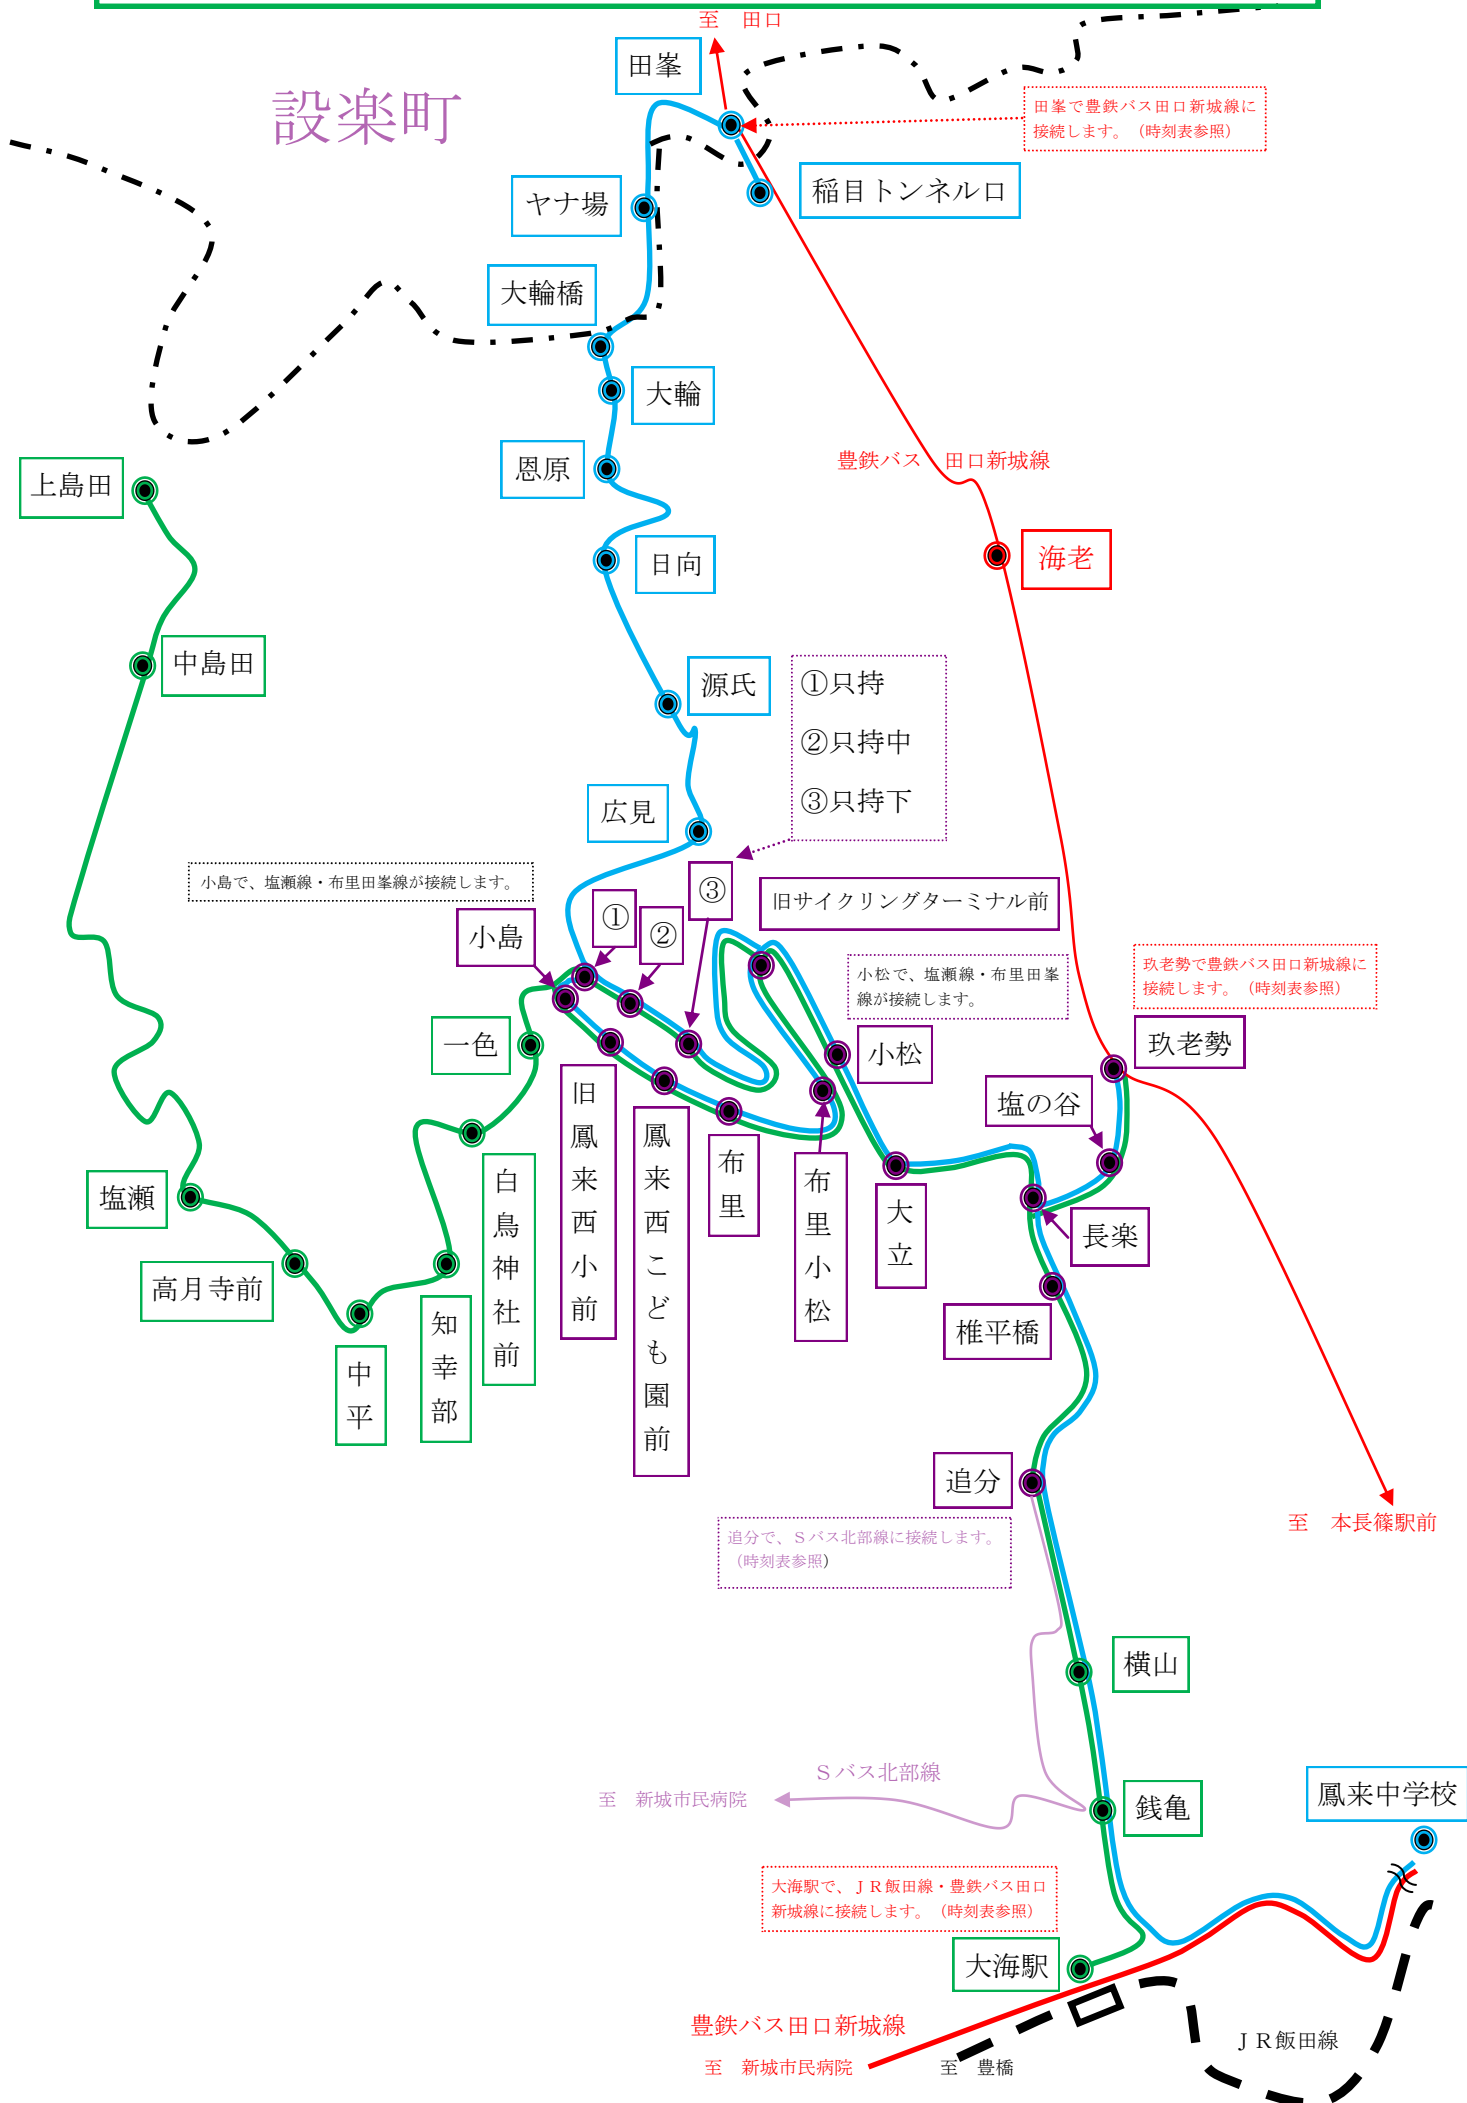 至　田口
田峯
設楽町
田峯で豊鉄バス田口新城線に
接続します。（時刻表参照）
稲目トンネル口
ヤナ場
大輪橋
大輪
恩原
豊鉄バス　田口新城線
上島田
海老
日向
中島田
源氏
①只持
②只持中
③只持下
広見
小島で、塩瀬線・布里田峯線が接続します。
①
②
③
旧サイクリングターミナル前
小島
小松で、塩瀬線・布里田峯
線が接続します。
玖老勢で豊鉄バス田口新城線に
接続します。（時刻表参照）
一色
小松
玖老勢
塩の谷
旧鳳来西小前
鳳来西こども園前
布里
布里小松
大立
長楽
白鳥神社前
塩瀬
高月寺前
知幸部
中平
椎平橋
追分
至　本長篠駅前
追分で、Ｓバス北部線に接続します。
（時刻表参照）
横山
Ｓバス北部線
至　新城市民病院
銭亀
鳳来中学校
大海駅で、ＪＲ飯田線・豊鉄バス田口
新城線に接続します。（時刻表参照）
大海駅
豊鉄バス田口新城線
ＪＲ飯田線
至　新城市民病院
至　豊橋